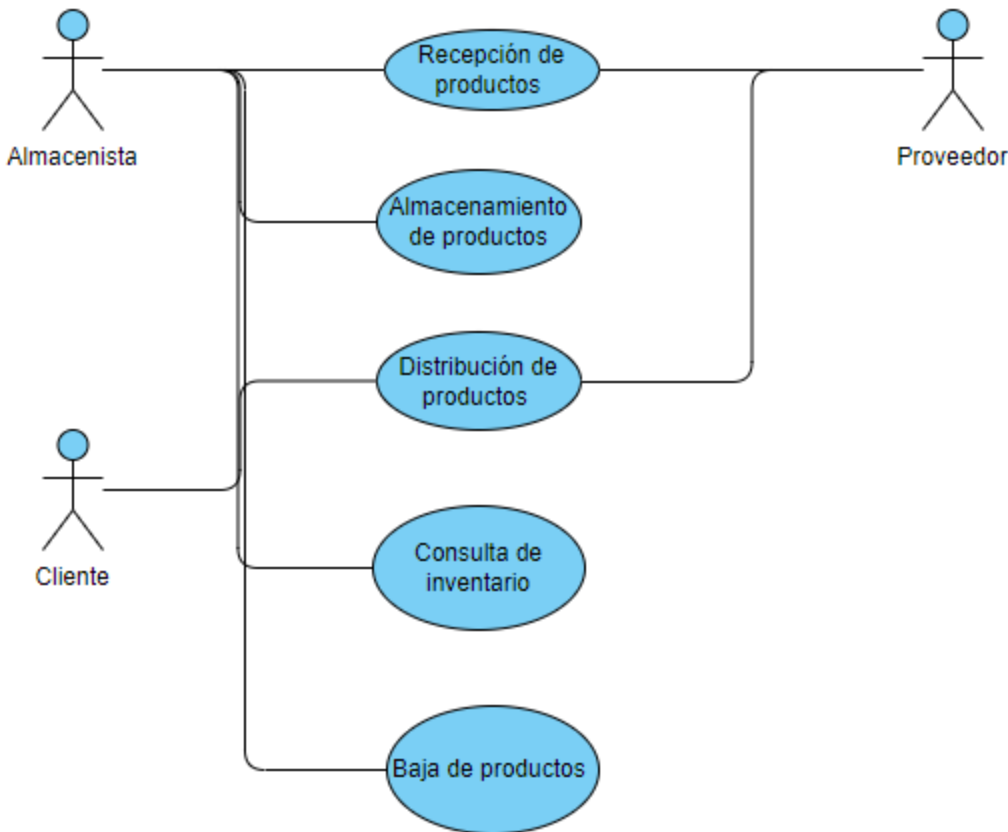 Recepción de
productos
Almacenista
Proveedor
Almacenamiento
de productos
Distribución de
productos
Cliente
Consulta de
inventario
Baja de productos